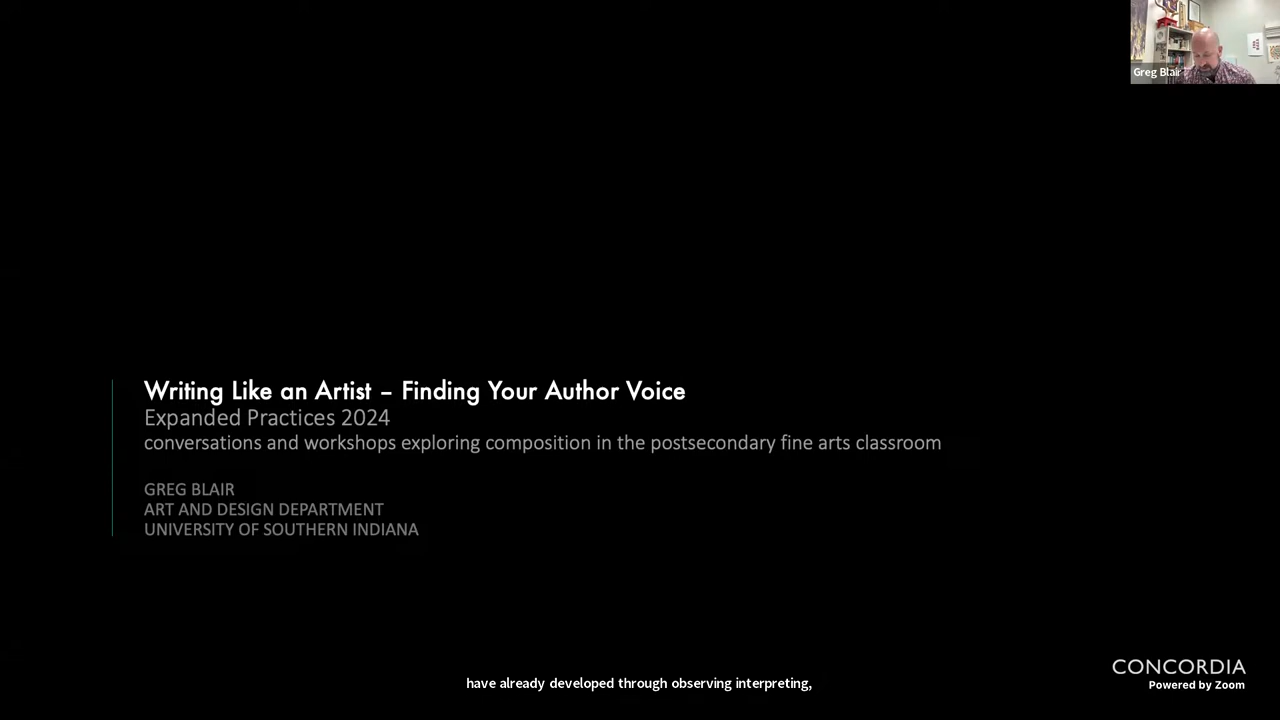 Greg Blair
Writing Like an Artist – Finding Your Author Voice
Expanded Practices 2024
conversations and workshops exploring composition in the postsecondary fine arts classroom
GREG BLAIR
ART AND DESIGN DEPARTMENT
UNIVERSITY OF SOUTHERN INDIANA
have already developed through observing interpreting,
CONCORDIA
Powered by Zoom